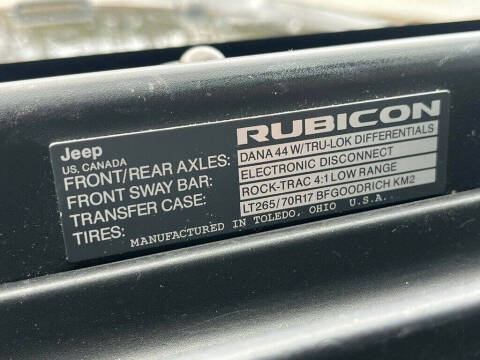 Jeep RUBICON
US, CANADA
FRONT/REAR AXLES: DANA 44 W/TRU-LOK DIFFERENTIALS
FRONT SWAY BAR: ELECTRONIC DISCONNECT
TRANSFER CASE: ROCK-TRAC 4:1 LOW RANGE
TIRES: LT265/70R17 BFGOODRICH KM2
MANUFACTURED IN TOLEDO, OHIO U.S.A.